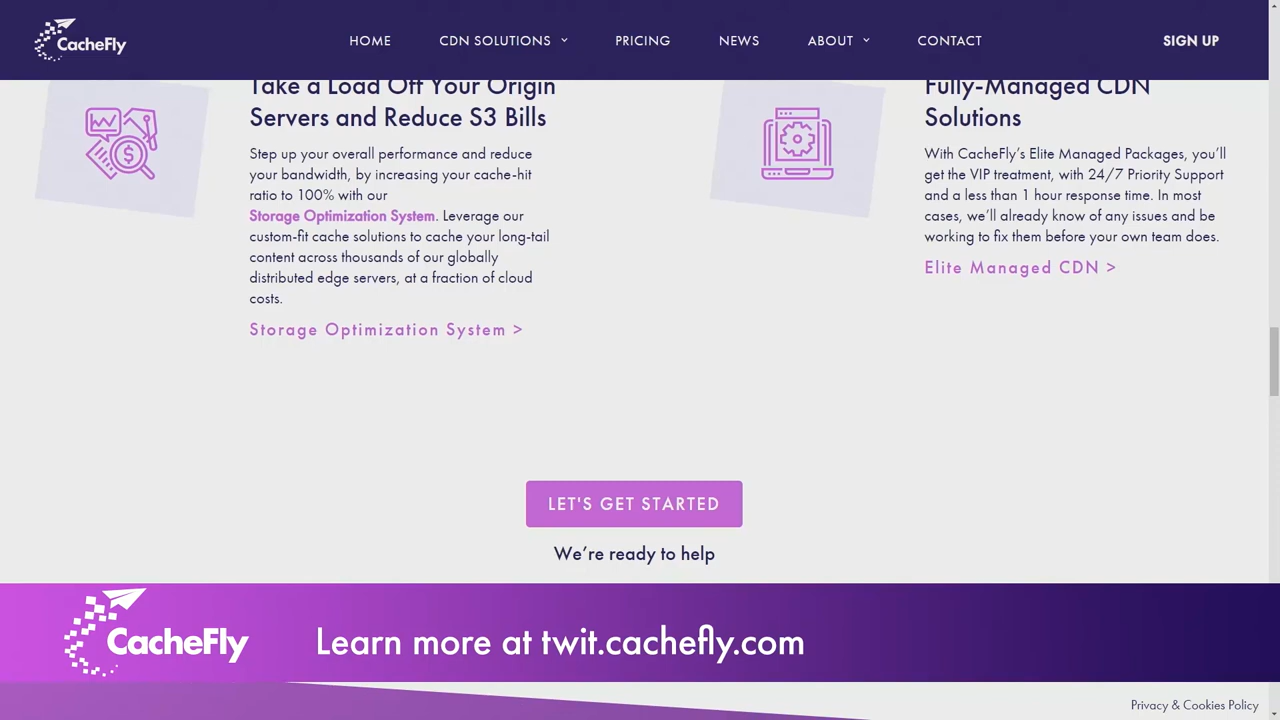 CacheFly
HOME
CDN SOLUTIONS
PRICING
NEWS
ABOUT
CONTACT
SIGN UP
Take a Load Off Your Origin
Servers and Reduce S3 Bills
Step up your overall performance and reduce
your bandwidth, by increasing your cache-hit
ratio to 100% with our
Storage Optimization System. Leverage our
custom-fit cache solutions to cache your long-tail
content across thousands of our globally
distributed edge servers, at a fraction of cloud
costs.
Storage Optimization System >
Fully-Managed CDN
Solutions
With CacheFly’s Elite Managed Packages, you’ll
get the VIP treatment, with 24/7 Priority Support
and a less than 1 hour response time. In most
cases, we’ll already know of any issues and be
working to fix them before your own team does.
Elite Managed CDN >
LET'S GET STARTED
We’re ready to help
CacheFly
Learn more at twit.cachefly.com
Privacy & Cookies Policy